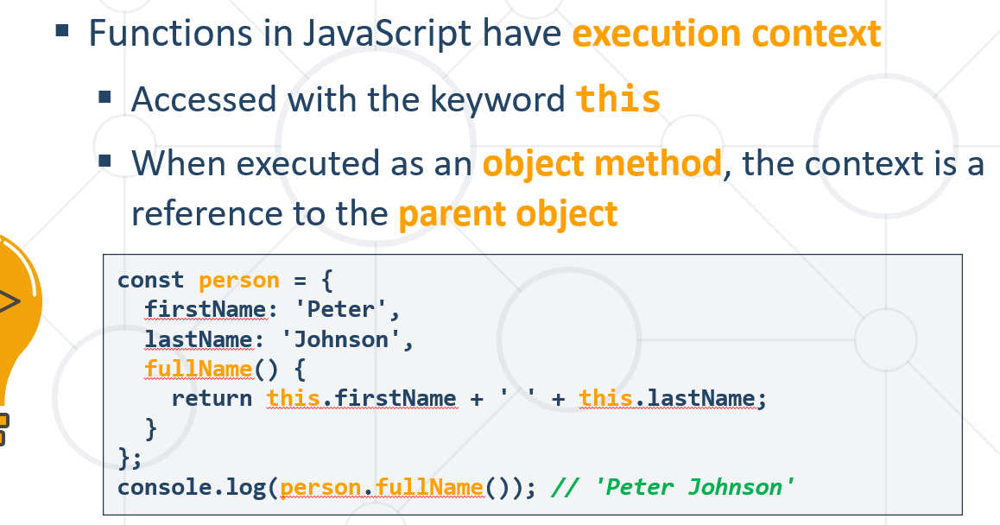 ▪ Functions in JavaScript have execution context
▪ Accessed with the keyword this
▪ When executed as an object method, the context is a
reference to the parent object
const person = {
  firstName: 'Peter',
  lastName: 'Johnson',
  fullName() {
    return this.firstName + ' ' + this.lastName;
  }
};
console.log(person.fullName()); // 'Peter Johnson'